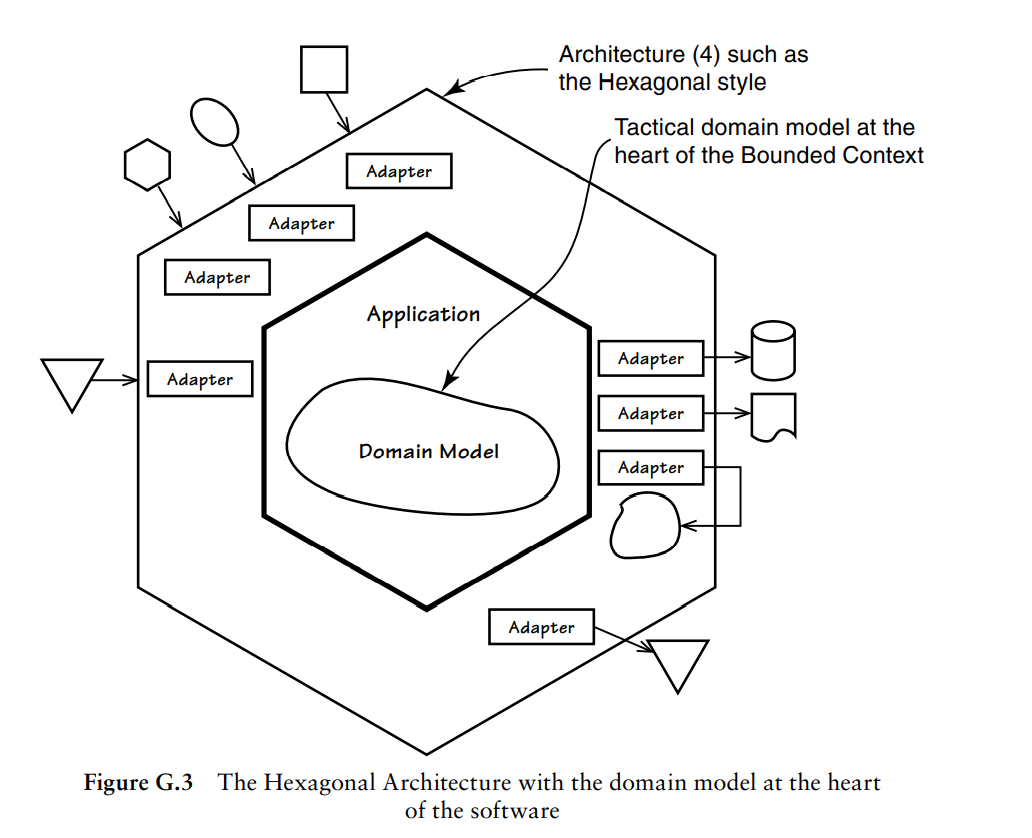 Architecture (4) such as
the Hexagonal style
Tactical domain model at the
heart of the Bounded Context
Adapter
Adapter
Adapter
Application
Adapter
Adapter
Adapter
Adapter
Domain Model
Adapter
Figure G.3 The Hexagonal Architecture with the domain model at the heart
of the software